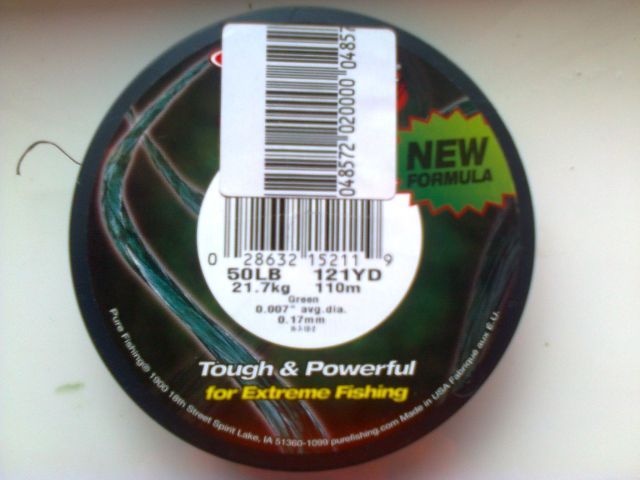 048572 020000 04857
NEW
FORMULA
0 28632 15211 9
50LB 121YD
21.7kg 110m
Green
0.007" avg.dia.
0.17mm
Tough & Powerful
for Extreme Fishing
Pure Fishing® 1900 18th Street Spirit Lake, IA 51360-1099 purefishing.com Made in USA Fabriqué aux E.U.